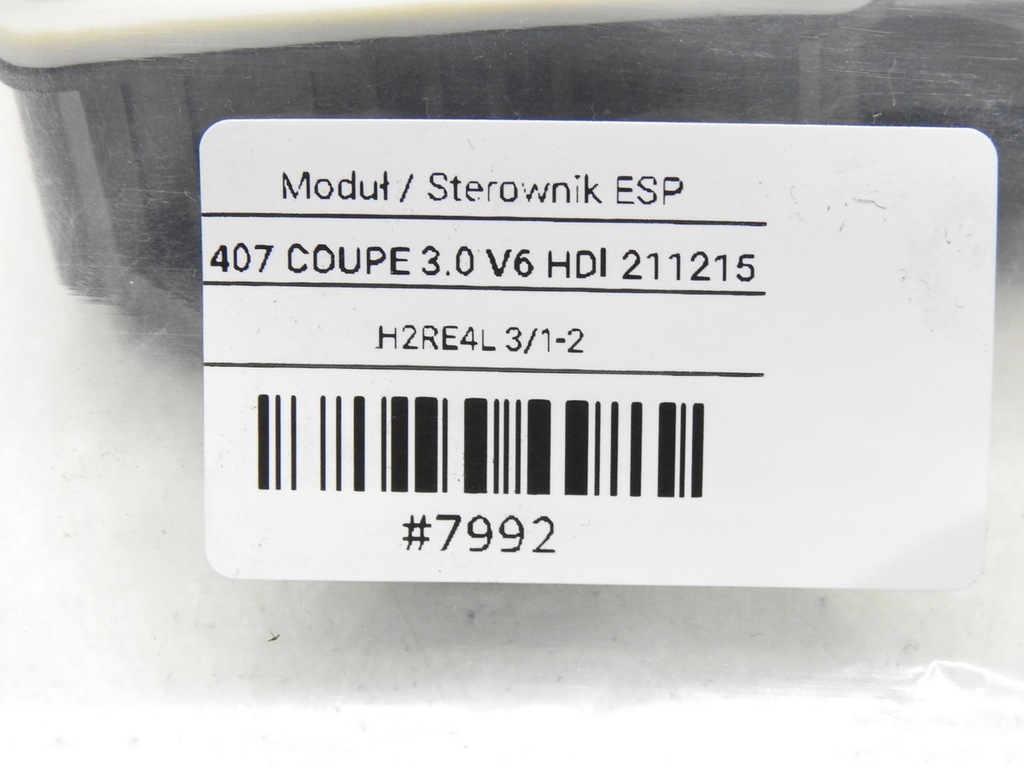 Moduł / Sterownik ESP
407 COUPE 3.0 V6 HDI 211215
H2RE4L 3/1-2
#7992